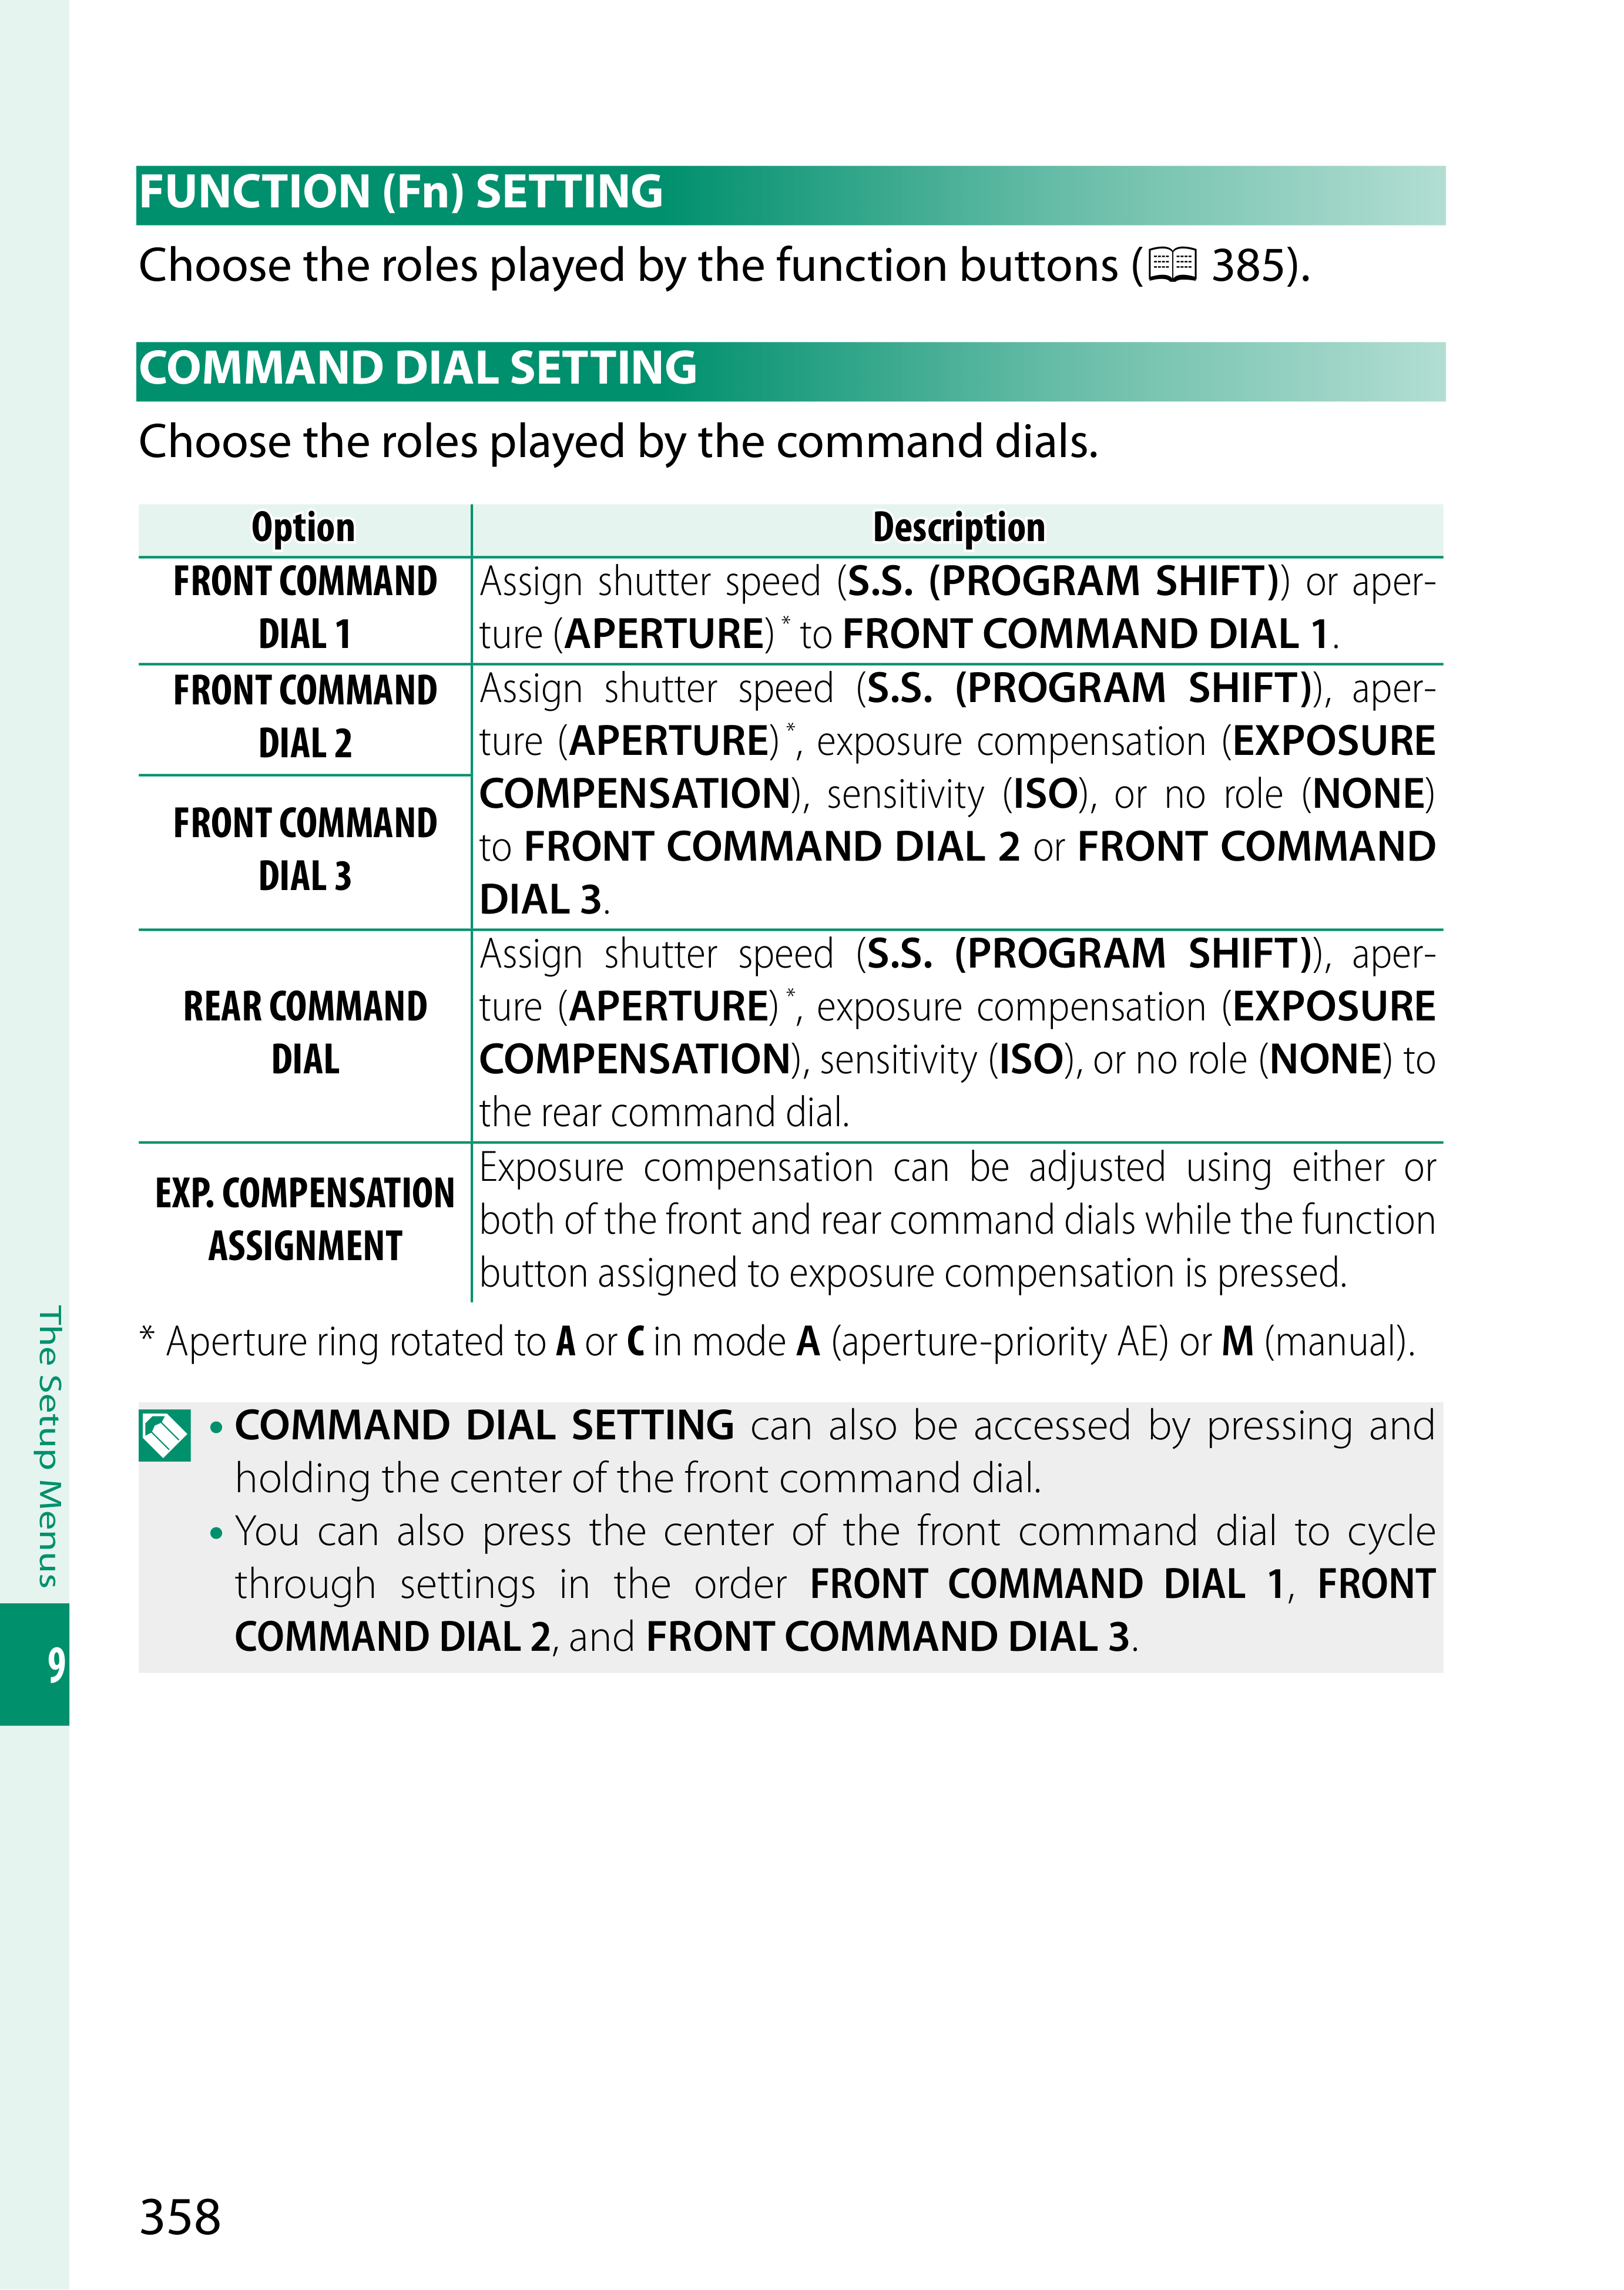 FUNCTION (Fn) SETTING
Choose the roles played by the function buttons (📖 385).
COMMAND DIAL SETTING
Choose the roles played by the command dials.
Option
Description
FRONT COMMAND
DIAL 1
Assign shutter speed (S.S. (PROGRAM SHIFT)) or aper-
ture (APERTURE)* to FRONT COMMAND DIAL 1.
FRONT COMMAND
DIAL 2
FRONT COMMAND
DIAL 3
Assign shutter speed (S.S. (PROGRAM SHIFT)), aper-
ture (APERTURE)*, exposure compensation (EXPOSURE
COMPENSATION), sensitivity (ISO), or no role (NONE)
to FRONT COMMAND DIAL 2 or FRONT COMMAND
DIAL 3.
REAR COMMAND
DIAL
Assign shutter speed (S.S. (PROGRAM SHIFT)), aper-
ture (APERTURE)*, exposure compensation (EXPOSURE
COMPENSATION), sensitivity (ISO), or no role (NONE) to
the rear command dial.
EXP. COMPENSATION
ASSIGNMENT
Exposure compensation can be adjusted using either or
both of the front and rear command dials while the function
button assigned to exposure compensation is pressed.
* Aperture ring rotated to A or C in mode A (aperture-priority AE) or M (manual).
• COMMAND DIAL SETTING can also be accessed by pressing and
holding the center of the front command dial.
• You can also press the center of the front command dial to cycle
through settings in the order FRONT COMMAND DIAL 1, FRONT
COMMAND DIAL 2, and FRONT COMMAND DIAL 3.
The Setup Menus
9
358